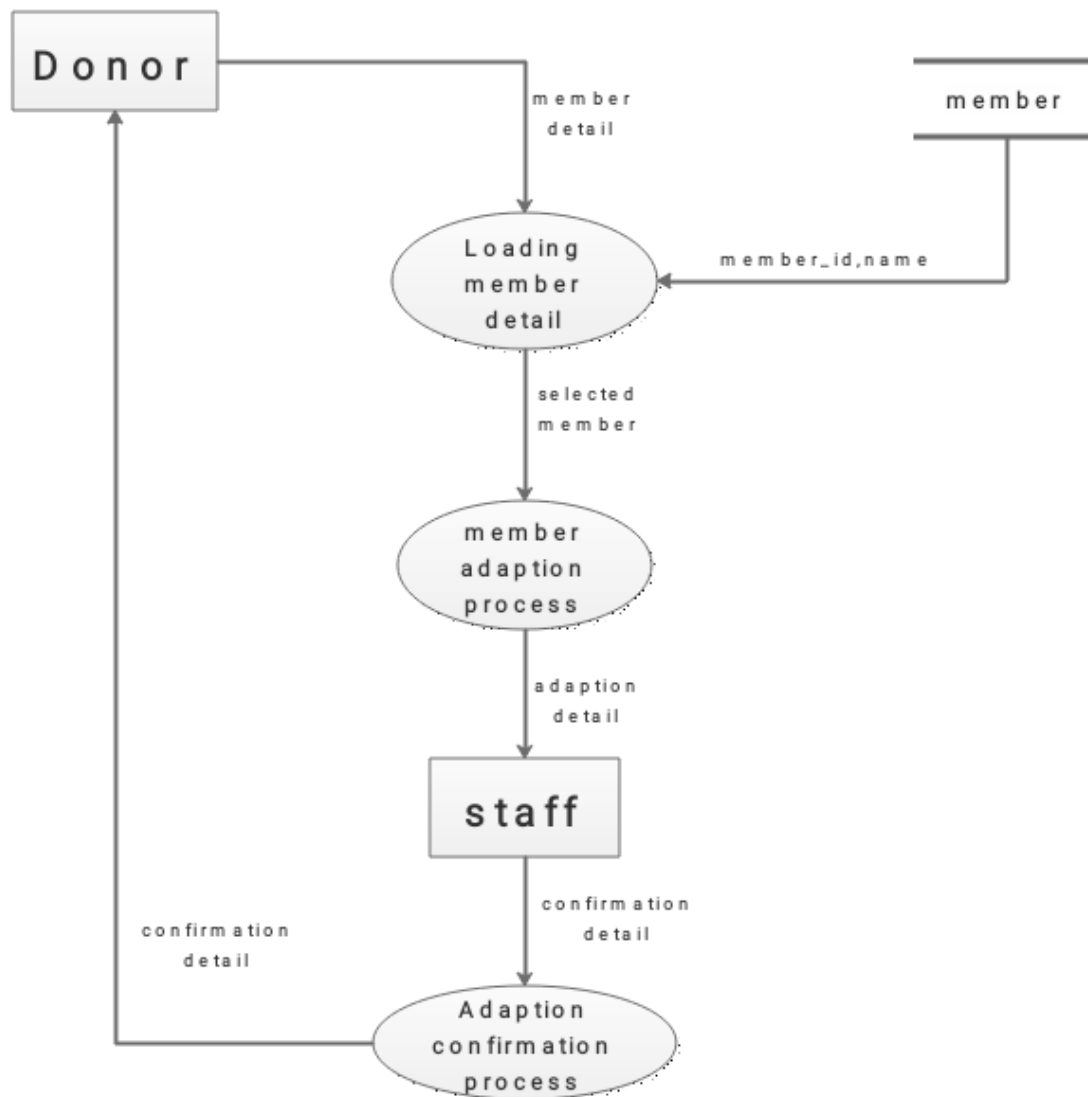 Donor
member
detail
member
Loading
member
detail
member_id,name
selected
member
member
adaption
process
adaption
detail
staff
confirmation
detail
confirmation
detail
Adaption
confirmation
process